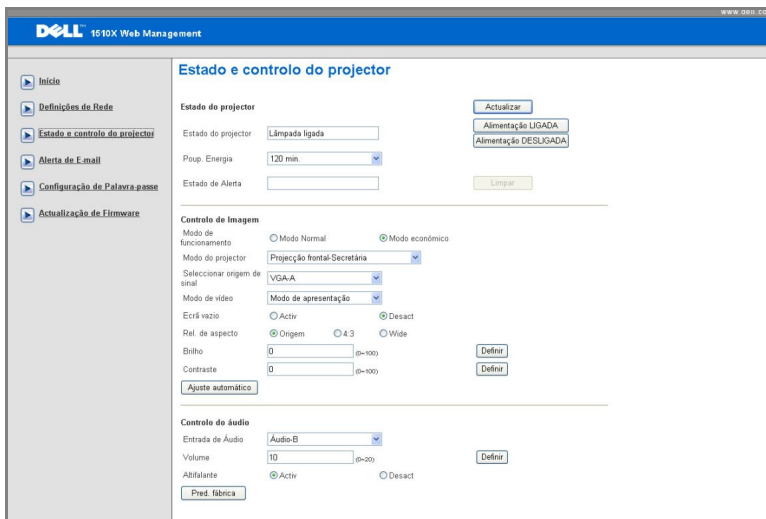 www.dell.co
DELL™ 1510X Web Management
Início
Definições de Rede
Estado e controlo do projector
Alerta de E-mail
Configuração de Palavra-passe
Actualização de Firmware
Estado e controlo do projector
Estado do projector Actualizar
Alimentação LIGADA
Estado do projector Lâmpada ligada
Alimentação DESLIGADA
Poup. Energia 120 min.
Estado de Alerta Limpar
Controlo de Imagem
Modo de funcionamento Modo Normal Modo económico
Modo do projector Projecção frontal-Secretária
Seleccionar origem de sinal VGA-A
Modo de vídeo Modo de apresentação
Ecrã vazio Activ Desact
Rel. de aspecto Origem 4:3 Wide
Brilho 0 (0~100) Definir
Contraste 0 (0~100) Definir
Ajuste automático
Controlo do áudio
Entrada de Áudio Áudio-B
Volume 10 (0~20) Definir
Altifalante Activ Desact
Pred. fábrica